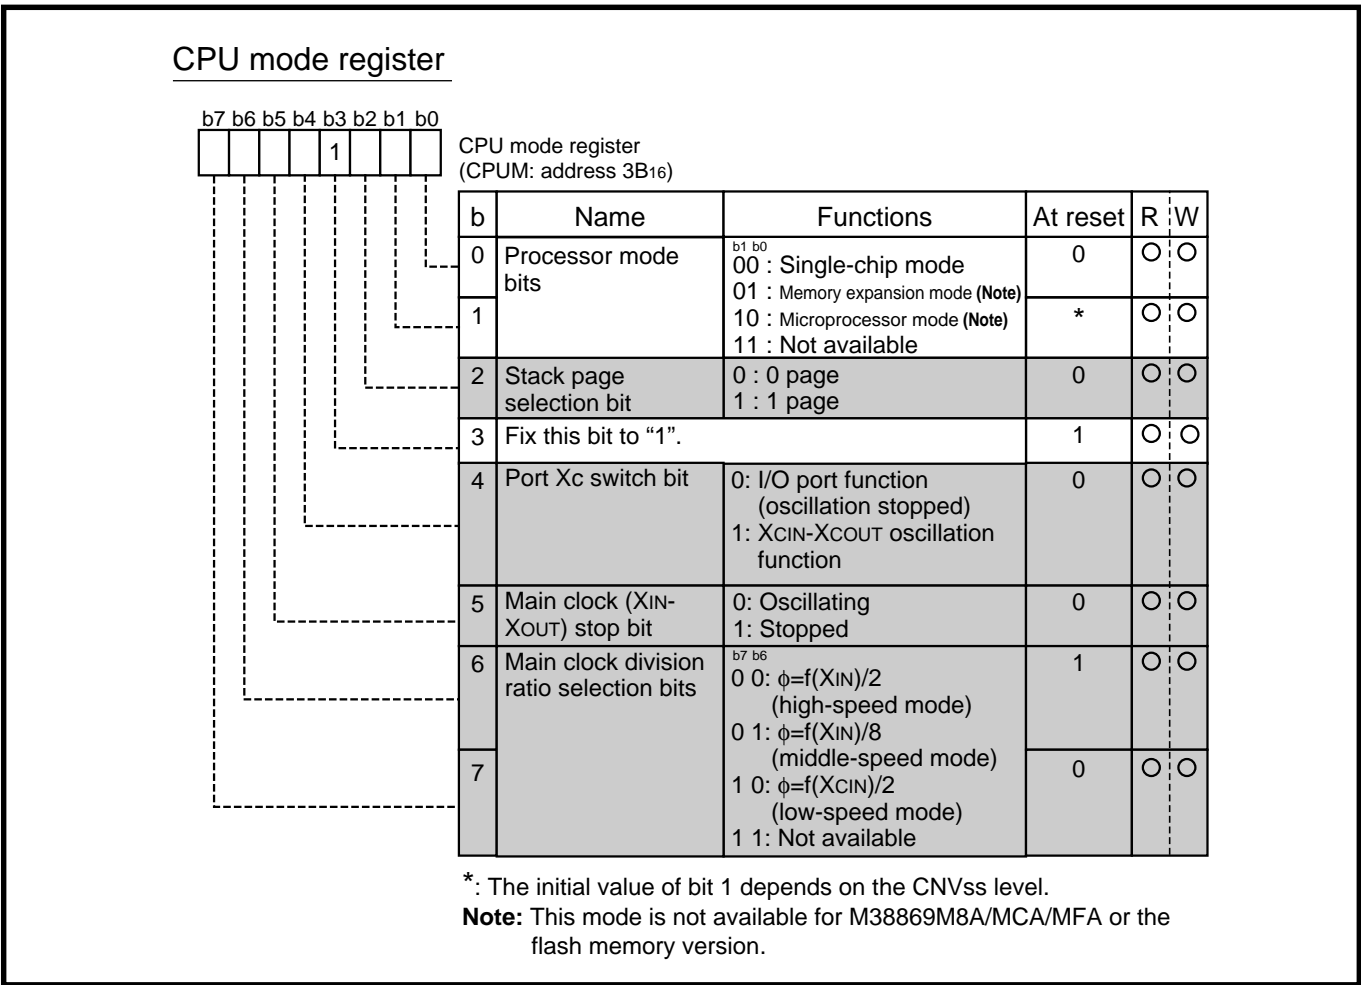 CPU mode register
b7 b6 b5 b4 b3 b2 b1 b0
1
CPU mode register
(CPUM: address 3B16)
b Name Functions At reset R W
0 Processor mode bits
b1 b0
00 : Single-chip mode
01 : Memory expansion mode (Note)
10 : Microprocessor mode (Note)
11 : Not available
0 ○ ○
1 * ○ ○
2 Stack page selection bit
0 : 0 page
1 : 1 page
0 ○ ○
3 Fix this bit to “1”. 1 ○ ○
4 Port Xc switch bit
0: I/O port function
(oscillation stopped)
1: XCIN-XCOUT oscillation
function
0 ○ ○
5 Main clock (XIN-
XOUT) stop bit
0: Oscillating
1: Stopped
0 ○ ○
6 Main clock division
ratio selection bits
b7 b6
0 0: ϕ=f(XIN)/2
(high-speed mode)
0 1: ϕ=f(XIN)/8
(middle-speed mode)
1 0: ϕ=f(XCIN)/2
(low-speed mode)
1 1: Not available
1 ○ ○
7 0 ○ ○
*: The initial value of bit 1 depends on the CNVss level.
Note: This mode is not available for M38869M8A/MCA/MFA or the
flash memory version.